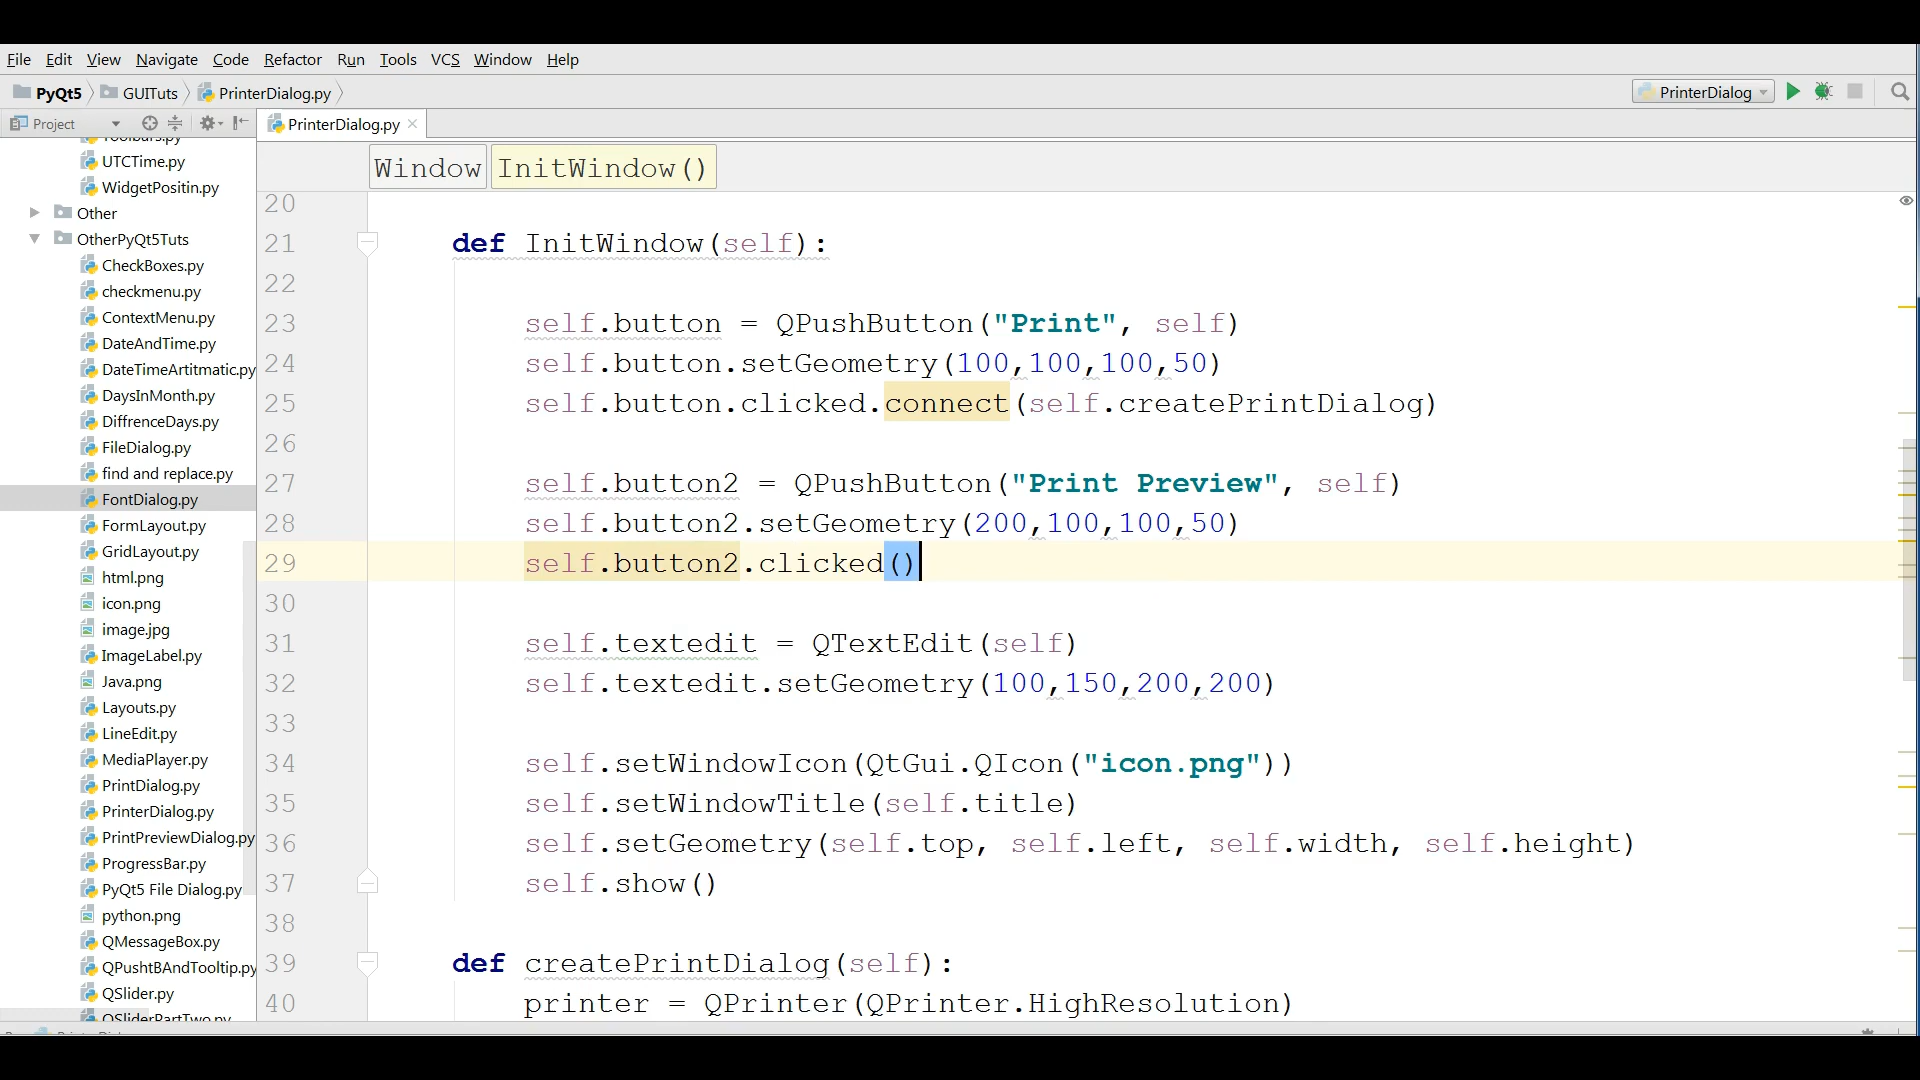 File Edit View Navigate Code Refactor Run Tools VCS Window Help
PyQt5 GUITuts PrinterDialog.py PrinterDialog
Project PrinterDialog.py
Window InitWindow()
Toolbars.py
UTCTime.py
WidgetPositin.py
Other
OtherPyQt5Tuts
CheckBoxes.py
checkmenu.py
ContextMenu.py
DateAndTime.py
DateTimeArtitmatic.py
DaysInMonth.py
DiffrenceDays.py
FileDialog.py
find and replace.py
FontDialog.py
FormLayout.py
GridLayout.py
html.png
icon.png
image.jpg
ImageLabel.py
Java.png
Layouts.py
LineEdit.py
MediaPlayer.py
PrintDialog.py
PrinterDialog.py
PrintPreviewDialog.py
ProgressBar.py
PyQt5 File Dialog.py
python.png
QMessageBox.py
QPushtBAndTooltip.py
QSlider.py
QSliderPartTwo.py
20
21 def InitWindow(self):
22
23 self.button = QPushButton("Print", self)
24 self.button.setGeometry(100,100,100,50)
25 self.button.clicked.connect(self.createPrintDialog)
26
27 self.button2 = QPushButton("Print Preview", self)
28 self.button2.setGeometry(200,100,100,50)
29 self.button2.clicked()
30
31 self.textedit = QTextEdit(self)
32 self.textedit.setGeometry(100,150,200,200)
33
34 self.setWindowIcon(QtGui.QIcon("icon.png"))
35 self.setWindowTitle(self.title)
36 self.setGeometry(self.top, self.left, self.width, self.height)
37 self.show()
38
39 def createPrintDialog(self):
40 printer = QPrinter(QPrinter.HighResolution)